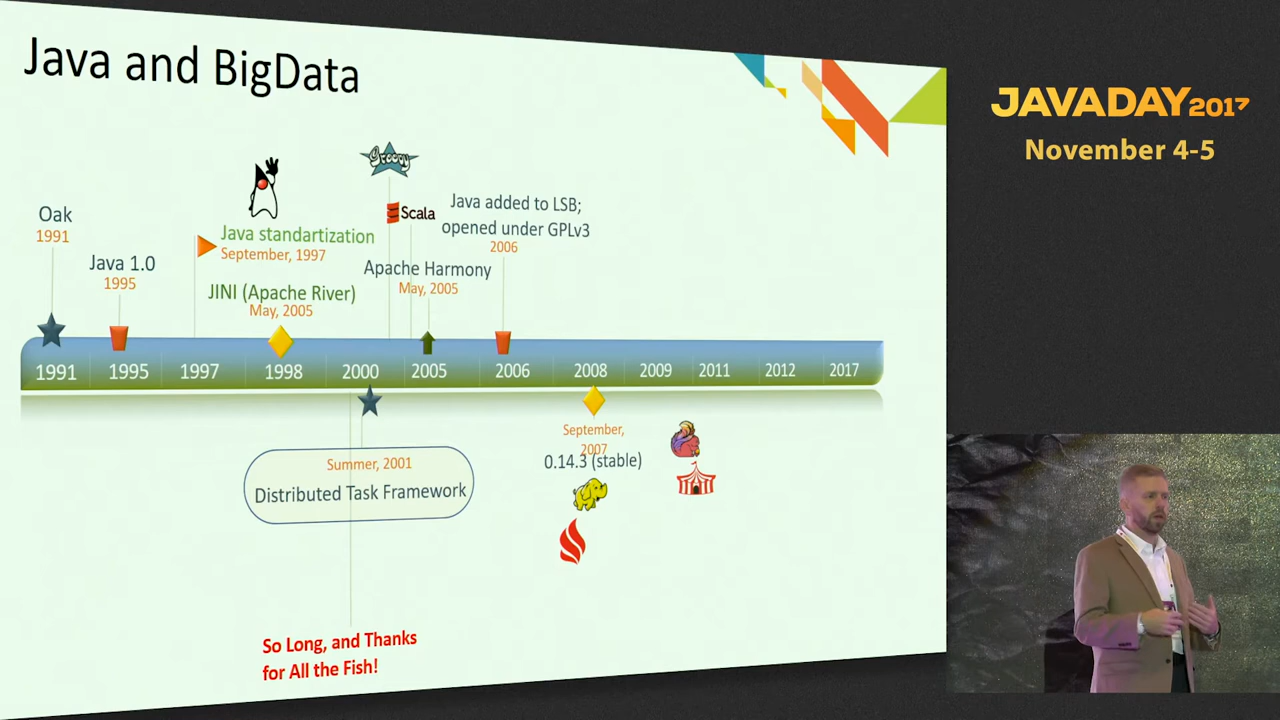 Java and BigData
JAVADAY 2017
November 4-5
Groovy
Scala
Oak
1991
Java 1.0
1995
Java standartization
September, 1997
JINI (Apache River)
May, 2005
Apache Harmony
May, 2005
Java added to LSB;
opened under GPLv3
2006
1991 1995 1997 1998 2000 2005 2006 2008 2009 2011 2012 2017
Summer, 2001
Distributed Task Framework
September,
2007
0.14.3 (stable)
So Long, and Thanks
for All the Fish!